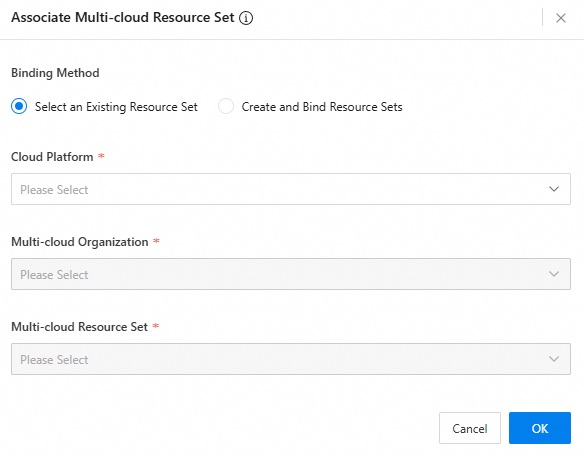 Associate Multi-cloud Resource Set
Binding Method
Select an Existing Resource Set Create and Bind Resource Sets
Cloud Platform *
Please Select
Multi-cloud Organization *
Please Select
Multi-cloud Resource Set *
Please Select
Cancel OK